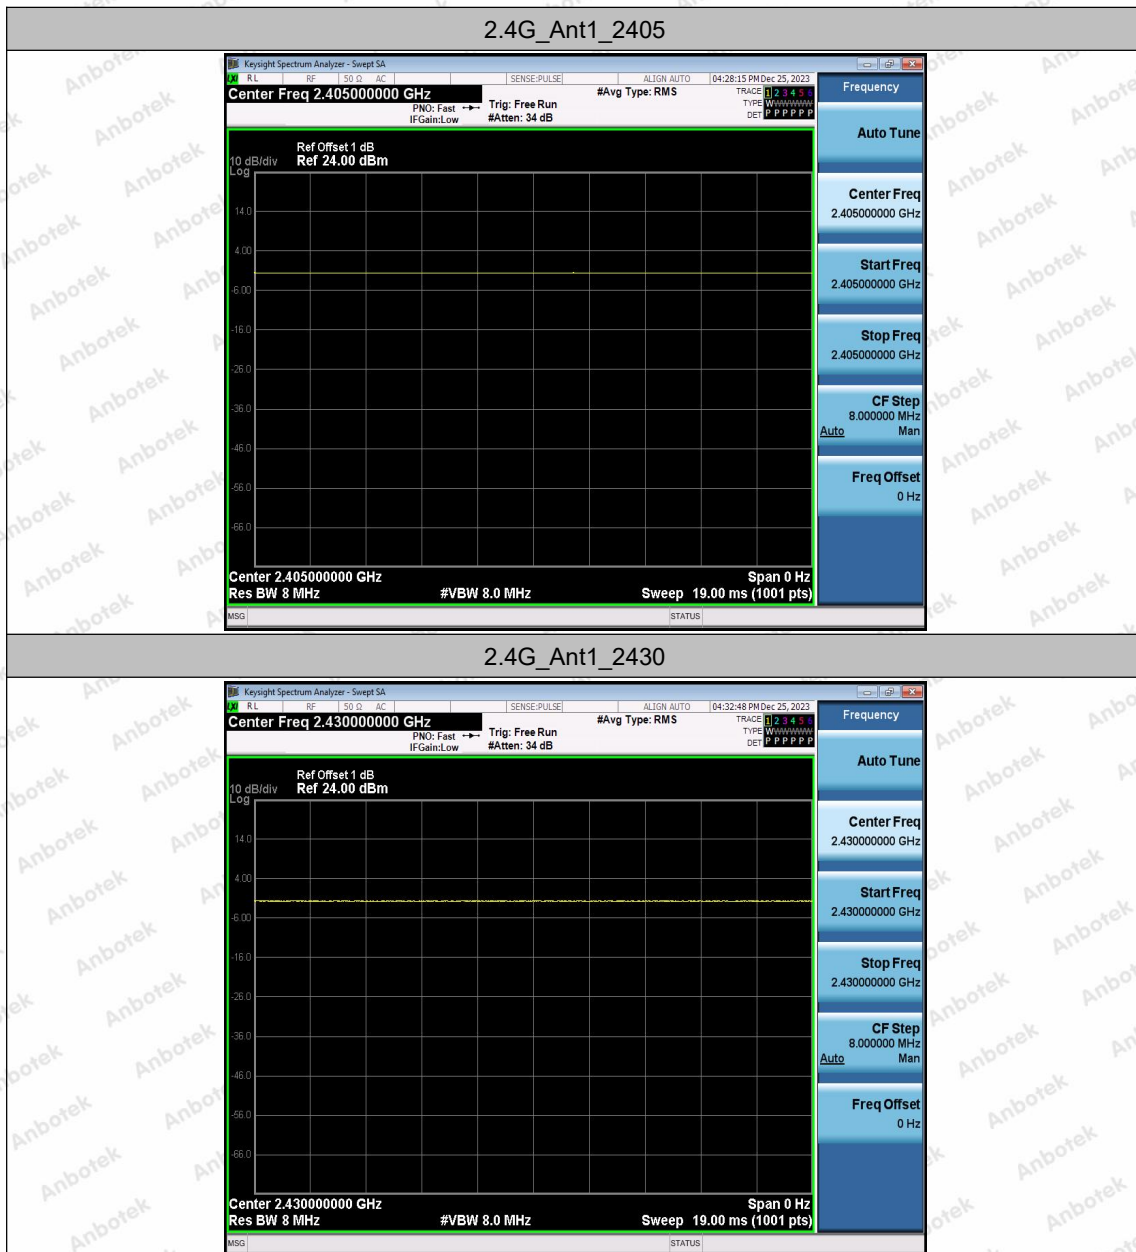 2.4G_Ant1_2405
Keysight Spectrum Analyzer - Swept SA
LXI RL RF 50 Ω AC SENSE:PULSE ALIGN AUTO 04:28:15 PM Dec 25, 2023
Center Freq 2.405000000 GHz
PNO: Fast
IFGain:Low
Trig: Free Run
#Atten: 34 dB
#Avg Type: RMS
TRACE 1 2 3 4 5 6
TYPE W
DET P P P P P P
Ref Offset 1 dB
10 dB/div Ref 24.00 dBm
Log
14.0
4.00
-6.00
-16.0
-26.0
-36.0
-46.0
-56.0
-66.0
Center 2.405000000 GHz Span 0 Hz
Res BW 8 MHz #VBW 8.0 MHz Sweep 19.00 ms (1001 pts)
MSG STATUS
Frequency
Auto Tune
Center Freq
2.405000000 GHz
Start Freq
2.405000000 GHz
Stop Freq
2.405000000 GHz
CF Step
8.000000 MHz
Auto Man
Freq Offset
0 Hz
2.4G_Ant1_2430
Keysight Spectrum Analyzer - Swept SA
LXI RL RF 50 Ω AC SENSE:PULSE ALIGN AUTO 04:32:48 PM Dec 25, 2023
Center Freq 2.430000000 GHz
PNO: Fast
IFGain:Low
Trig: Free Run
#Atten: 34 dB
#Avg Type: RMS
TRACE 1 2 3 4 5 6
TYPE W
DET P P P P P P
Ref Offset 1 dB
10 dB/div Ref 24.00 dBm
Log
14.0
4.00
-6.00
-16.0
-26.0
-36.0
-46.0
-56.0
-66.0
Center 2.430000000 GHz Span 0 Hz
Res BW 8 MHz #VBW 8.0 MHz Sweep 19.00 ms (1001 pts)
MSG STATUS
Frequency
Auto Tune
Center Freq
2.430000000 GHz
Start Freq
2.430000000 GHz
Stop Freq
2.430000000 GHz
CF Step
8.000000 MHz
Auto Man
Freq Offset
0 Hz
Anbotek